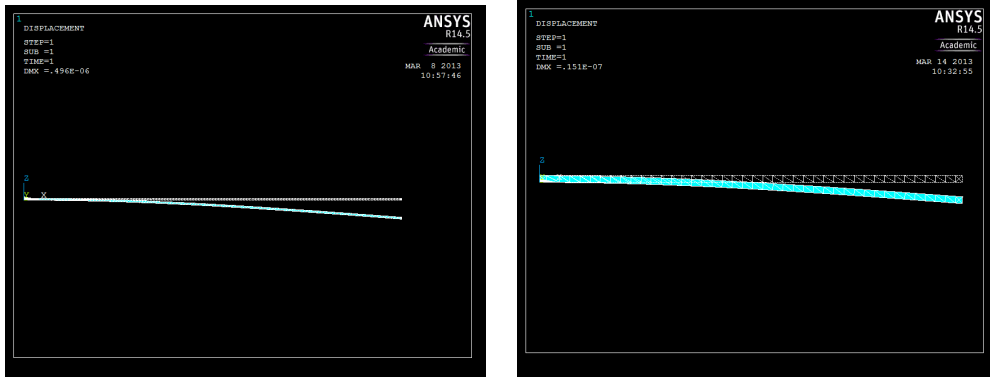 1
DISPLACEMENT
STEP=1
SUB =1
TIME=1
DMX =.496E-06
ANSYS
R14.5
Academic
MAR  8 2013
10:57:46
Z
Y X
1
DISPLACEMENT
STEP=1
SUB =1
TIME=1
DMX =.151E-07
ANSYS
R14.5
Academic
MAR 14 2013
10:32:55
Z